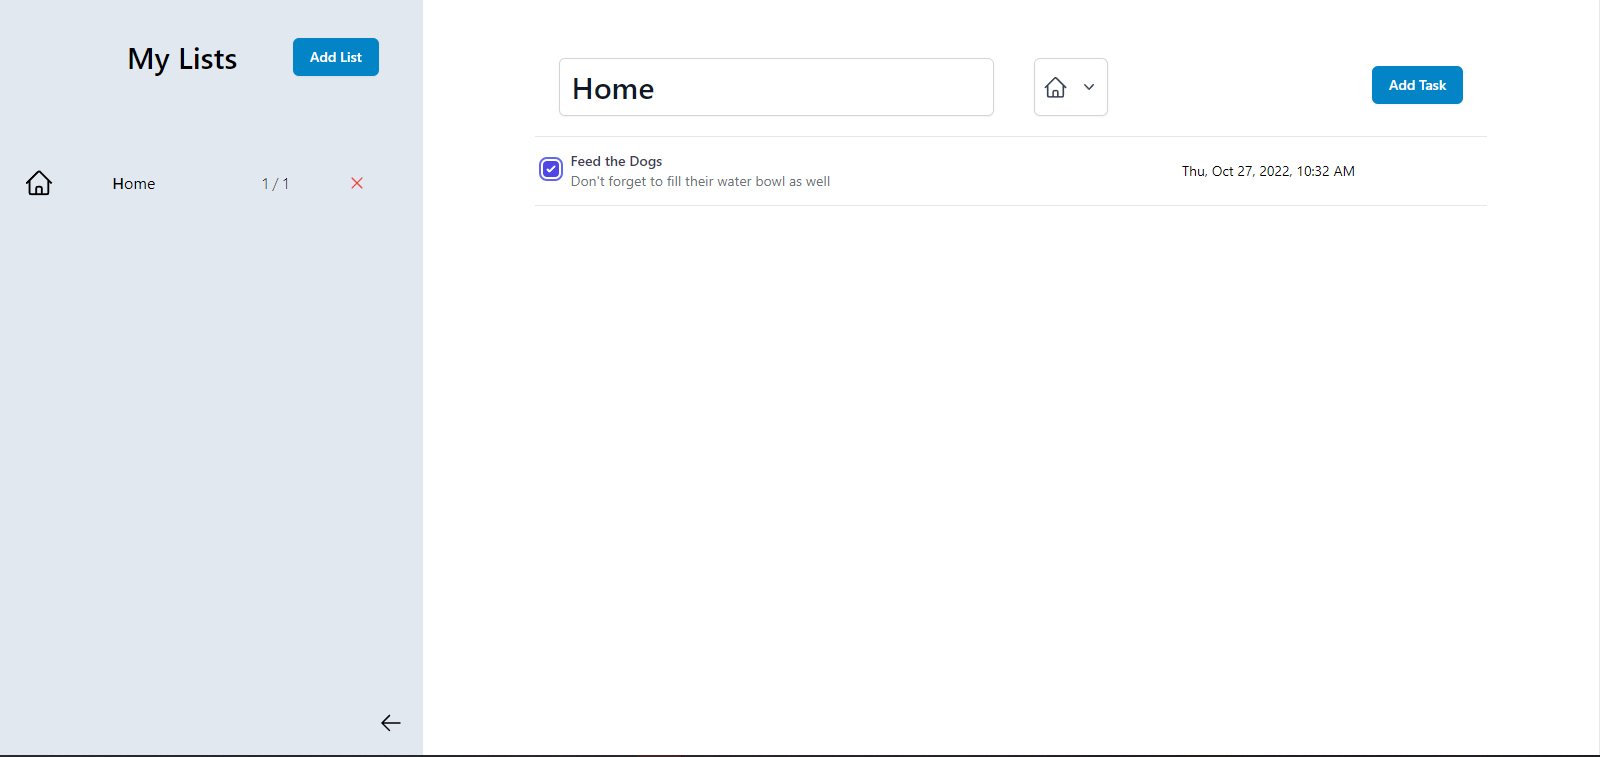 My Lists
Add List
Home
1 / 1
Home
Add Task
Feed the Dogs
Don't forget to fill their water bowl as well
Thu, Oct 27, 2022, 10:32 AM